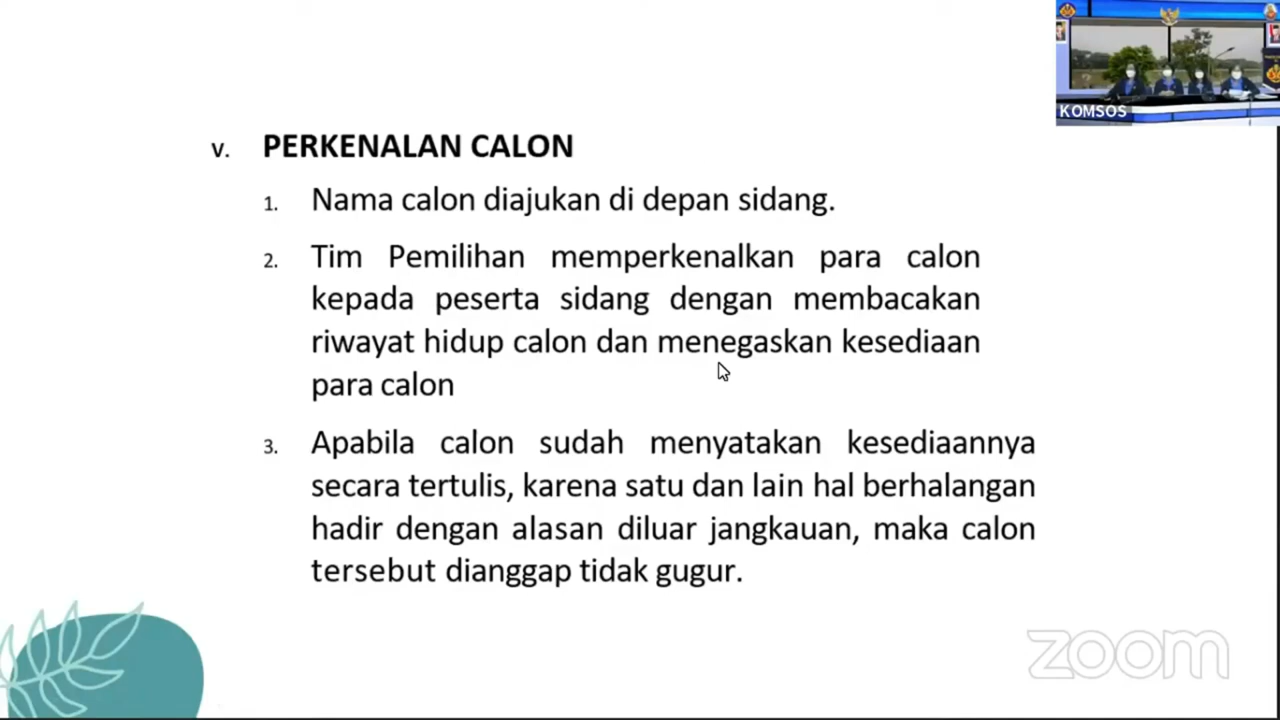 KOMSOS
v. PERKENALAN CALON
1. Nama calon diajukan di depan sidang.
2. Tim Pemilihan memperkenalkan para calon
kepada peserta sidang dengan membacakan
riwayat hidup calon dan menegaskan kesediaan
para calon
3. Apabila calon sudah menyatakan kesediaannya
secara tertulis, karena satu dan lain hal berhalangan
hadir dengan alasan diluar jangkauan, maka calon
tersebut dianggap tidak gugur.
zoom